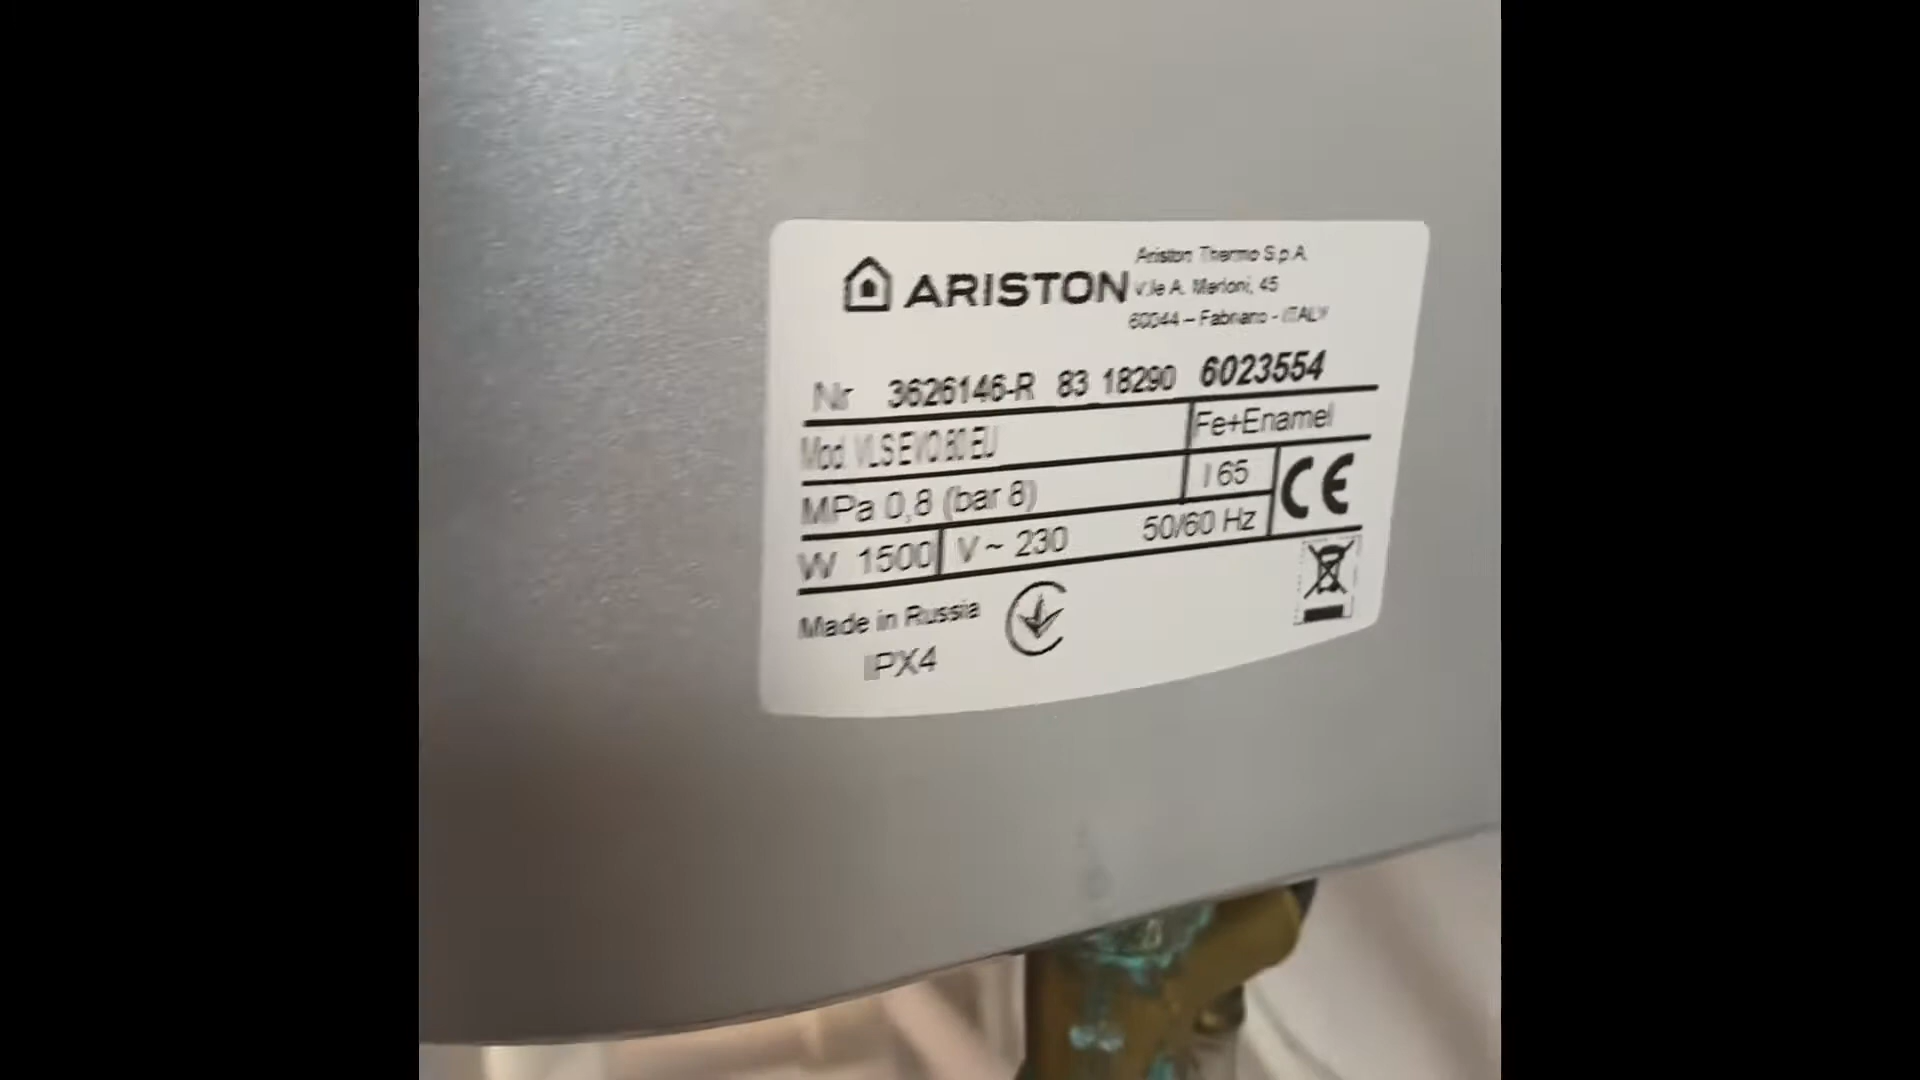 ARISTON
Ariston Thermo S.p.A.
V.le A. Merloni, 45
60044 – Fabriano - ITALY
Nr 3626146-R 83 18290 6023554
Mod. VLS EVO 80 EU
Fe+Enamel
MPa 0,8 (bar 8)
l 65
CE
W 1500
V~ 230
50/60 Hz
Made in Russia
IPX4